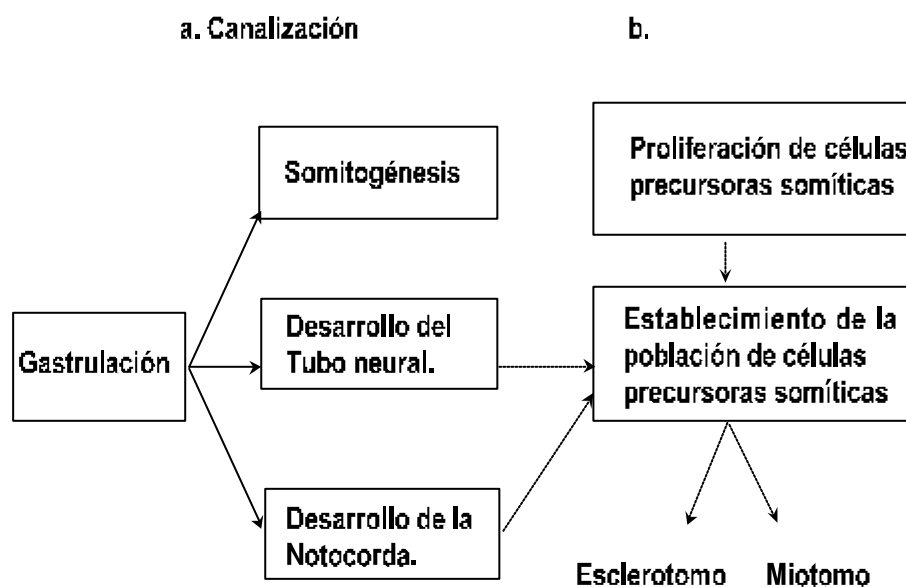 a. Canalización
b.
Somitogénesis
Proliferación de células
precursoras somíticas
Gastrulación
Desarrollo del
Tubo neural.
Establecimiento de la
población de células
precursoras somíticas
Desarrollo de la
Notocorda.
Esclerotomo
Miotomo